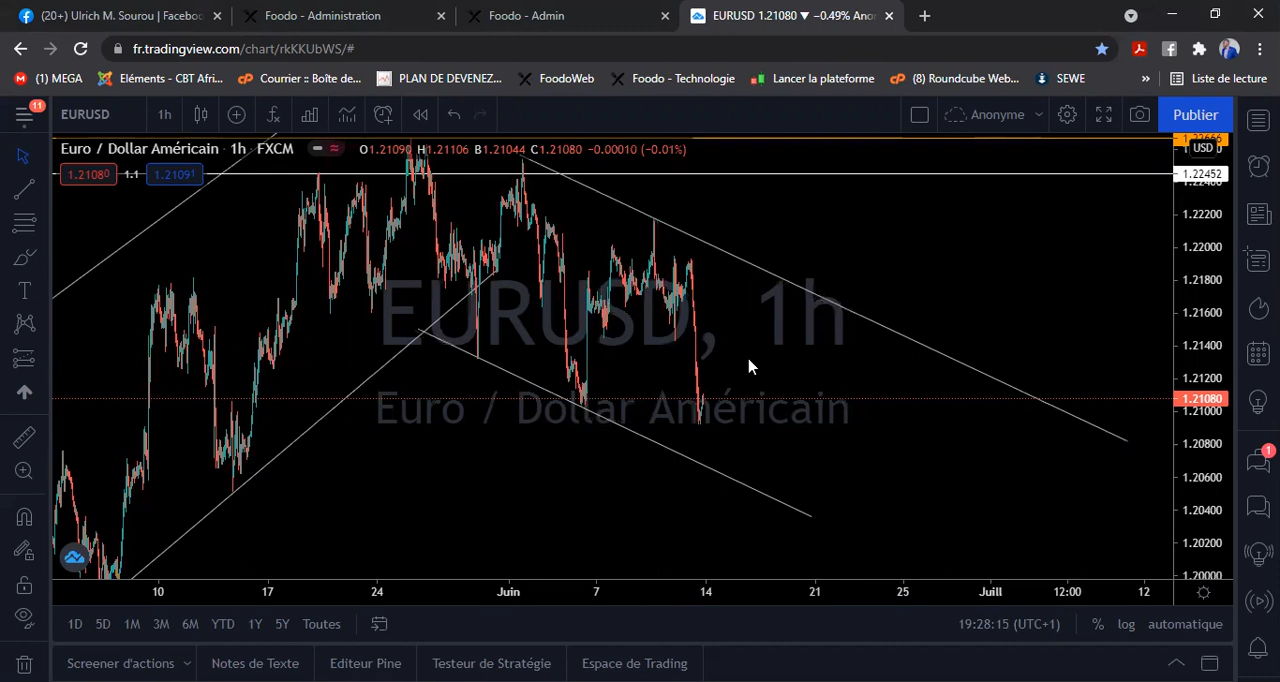 (20+) Ulrich M. Sourou | Faceboo
Foodo - Administration
Foodo - Admin
EURUSD 1.21080 ▼ −0.49% Ano
fr.tradingview.com/chart/rkKKUbWS/#
(1) MEGA
Eléments - CBT Afri...
Courrier :: Boîte de...
PLAN DE DEVENEZ...
FoodoWeb
Foodo - Technologie
Lancer la plateforme
(8) Roundcube Web...
SEWE
»
Liste de lecture
11
EURUSD
1h
Anonyme
Publier
Euro / Dollar Américain · 1h · FXCM
O1.21090 H1.21106 B1.21044 C1.21080 −0.00010 (−0.01%)
1.21080
1.1
1.21091
EURUSD, 1h
Euro / Dollar Américain
1.22666
USD
1.22452
1.22400
1.22200
1.22000
1.21800
1.21600
1.21400
1.21200
1.21080
1.21000
1.20800
1.20600
1.20400
1.20200
1.20000
10
17
24
Juin
7
14
21
25
Juill
12:00
12
1D
5D
1M
3M
6M
YTD
1Y
5Y
Toutes
19:28:15 (UTC+1)
%
log
automatique
Screener d'actions
Notes de Texte
Editeur Pine
Testeur de Stratégie
Espace de Trading
1